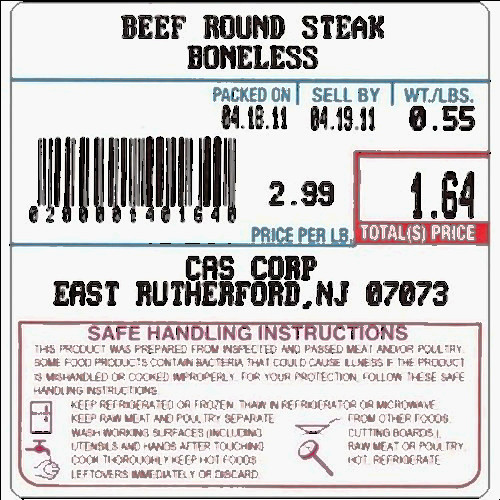 BEEF ROUND STEAK
BONELESS
PACKED ON SELL BY WT./LBS.
04.18.11 04.19.11 0.55
2.99 1.64
0 200001 401640
PRICE PER LB. TOTAL(S) PRICE
CAS CORP
EAST RUTHERFORD,NJ 07073
SAFE HANDLING INSTRUCTIONS
THIS PRODUCT WAS PREPARED FROM INSPECTED AND PASSED MEAT AND/OR POULTRY.
SOME FOOD PRODUCTS CONTAIN BACTERIA THAT COULD CAUSE ILLNESS IF THE PRODUCT
IS MISHANDLED OR COOKED IMPROPERLY. FOR YOUR PROTECTION, FOLLOW THESE SAFE
HANDLING INSTRUCTIONS.
KEEP REFRIGERATED OR FROZEN. THAW IN REFRIGERATOR OR MICROWAVE.
KEEP RAW MEAT AND POULTRY SEPARATE FROM OTHER FOODS.
WASH WORKING SURFACES (INCLUDING CUTTING BOARDS),
UTENSILS AND HANDS AFTER TOUCHING RAW MEAT OR POULTRY.
COOK THOROUGHLY. KEEP HOT FOODS HOT. REFRIGERATE
LEFTOVERS IMMEDIATELY OR DISCARD.